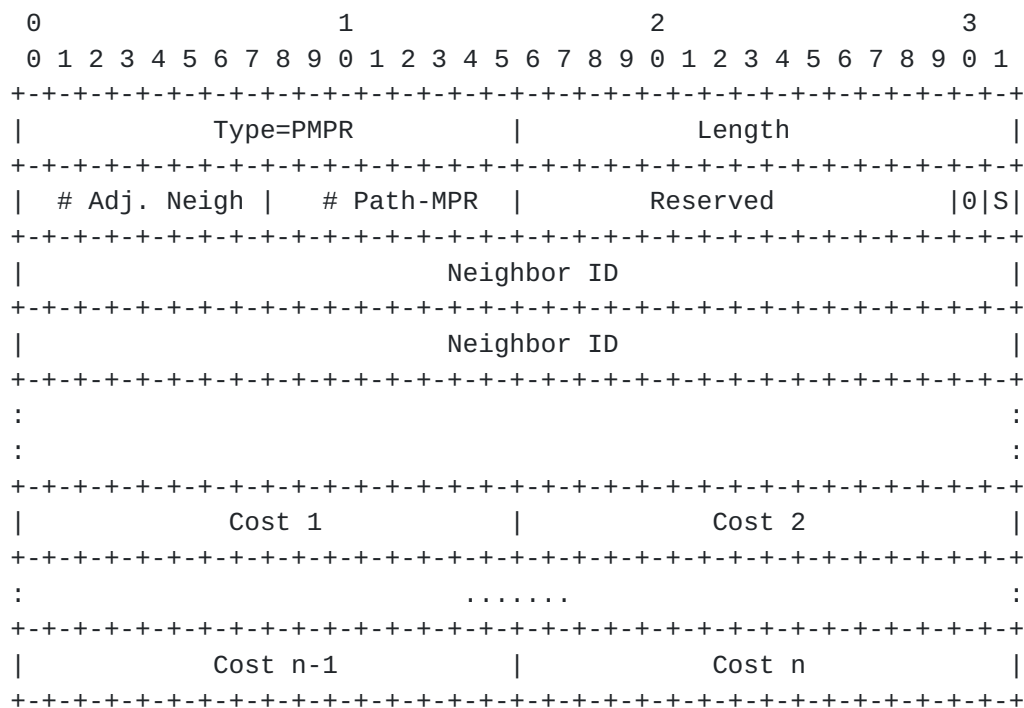 0                   1                   2                   3
 0 1 2 3 4 5 6 7 8 9 0 1 2 3 4 5 6 7 8 9 0 1 2 3 4 5 6 7 8 9 0 1
+-+-+-+-+-+-+-+-+-+-+-+-+-+-+-+-+-+-+-+-+-+-+-+-+-+-+-+-+-+-+-+-+
|            Type=PMPR          |           Length              |
+-+-+-+-+-+-+-+-+-+-+-+-+-+-+-+-+-+-+-+-+-+-+-+-+-+-+-+-+-+-+-+-+
|  # Adj. Neigh |   # Path-MPR  |        Reserved           |0|S|
+-+-+-+-+-+-+-+-+-+-+-+-+-+-+-+-+-+-+-+-+-+-+-+-+-+-+-+-+-+-+-+-+
|                           Neighbor ID                         |
+-+-+-+-+-+-+-+-+-+-+-+-+-+-+-+-+-+-+-+-+-+-+-+-+-+-+-+-+-+-+-+-+
|                           Neighbor ID                         |
+-+-+-+-+-+-+-+-+-+-+-+-+-+-+-+-+-+-+-+-+-+-+-+-+-+-+-+-+-+-+-+-+
:                                                               :
:                                                               :
+-+-+-+-+-+-+-+-+-+-+-+-+-+-+-+-+-+-+-+-+-+-+-+-+-+-+-+-+-+-+-+-+
|             Cost 1            |            Cost 2             |
+-+-+-+-+-+-+-+-+-+-+-+-+-+-+-+-+-+-+-+-+-+-+-+-+-+-+-+-+-+-+-+-+
:                            .......                            :
+-+-+-+-+-+-+-+-+-+-+-+-+-+-+-+-+-+-+-+-+-+-+-+-+-+-+-+-+-+-+-+-+
|            Cost n-1           |            Cost n             |
+-+-+-+-+-+-+-+-+-+-+-+-+-+-+-+-+-+-+-+-+-+-+-+-+-+-+-+-+-+-+-+-+